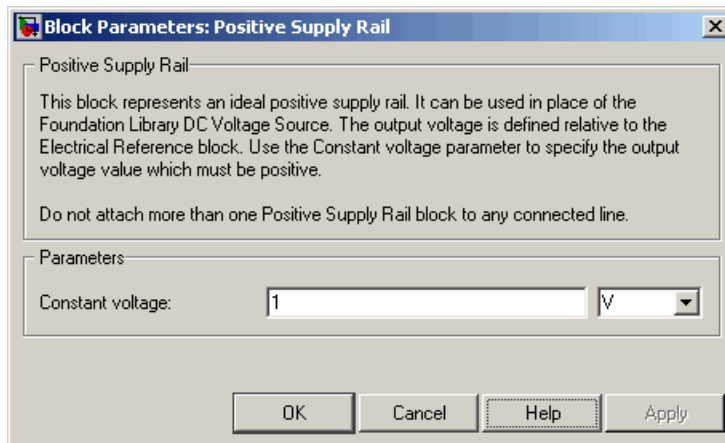 Block Parameters: Positive Supply Rail
Positive Supply Rail
This block represents an ideal positive supply rail. It can be used in place of the
Foundation Library DC Voltage Source. The output voltage is defined relative to the
Electrical Reference block. Use the Constant voltage parameter to specify the output
voltage value which must be positive.
Do not attach more than one Positive Supply Rail block to any connected line.
Parameters
Constant voltage: 1 V
OK Cancel Help Apply